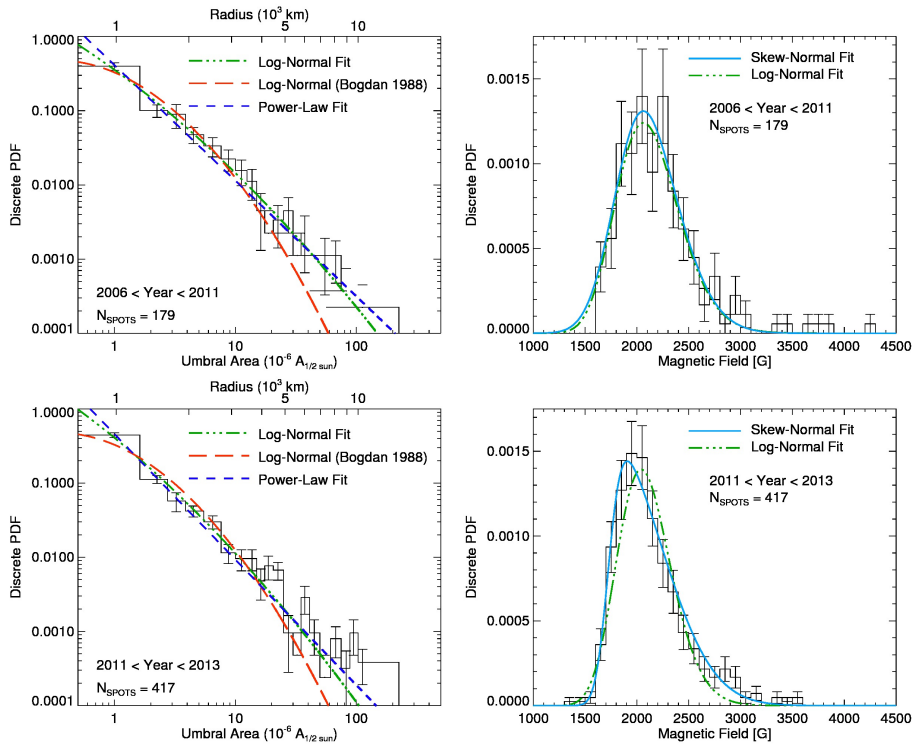 Radius (10³ km)
1 5 10
1.0000
0.1000
0.0100
0.0010
0.0001
Discrete PDF
Log-Normal Fit
Log-Normal (Bogdan 1988)
Power-Law Fit
2006 < Year < 2011
N_SPOTS = 179
1 10 100
Umbral Area (10⁻⁶ A_1/2 sun)
0.0015
0.0010
0.0005
0.0000
Discrete PDF
Skew-Normal Fit
Log-Normal Fit
2006 < Year < 2011
N_SPOTS = 179
1000 1500 2000 2500 3000 3500 4000 4500
Magnetic Field [G]
Radius (10³ km)
1 5 10
1.0000
0.1000
0.0100
0.0010
0.0001
Discrete PDF
Log-Normal Fit
Log-Normal (Bogdan 1988)
Power-Law Fit
2011 < Year < 2013
N_SPOTS = 417
1 10 100
Umbral Area (10⁻⁶ A_1/2 sun)
0.0015
0.0010
0.0005
0.0000
Discrete PDF
Skew-Normal Fit
Log-Normal Fit
2011 < Year < 2013
N_SPOTS = 417
1000 1500 2000 2500 3000 3500 4000 4500
Magnetic Field [G]